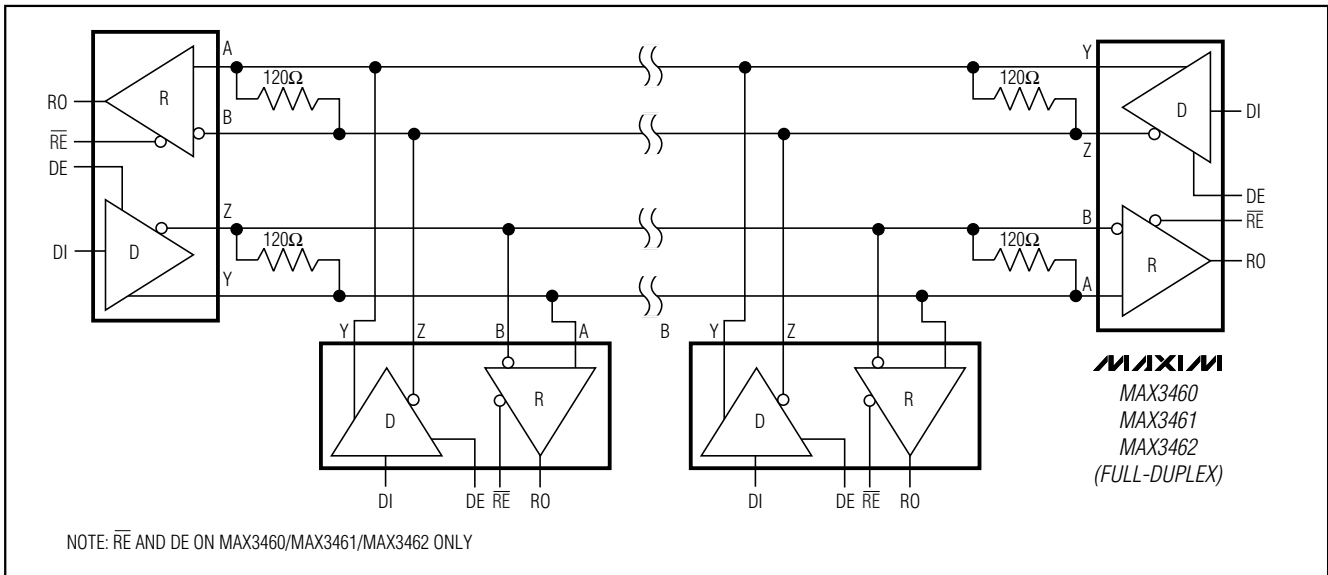 A
Y
120Ω
120Ω
RO
R
D
DI
B
RE
Z
DE
DE
Z
B
RE
120Ω
120Ω
DI
D
R
RO
Y
A
Y
Z
B
A
B
Y
Z
MAXIM
R
R
MAX3460
D
D
MAX3461
MAX3462
(FULL-DUPLEX)
DI
DE
RE
RO
DI
DE
RE
RO
NOTE: RE AND DE ON MAX3460/MAX3461/MAX3462 ONLY